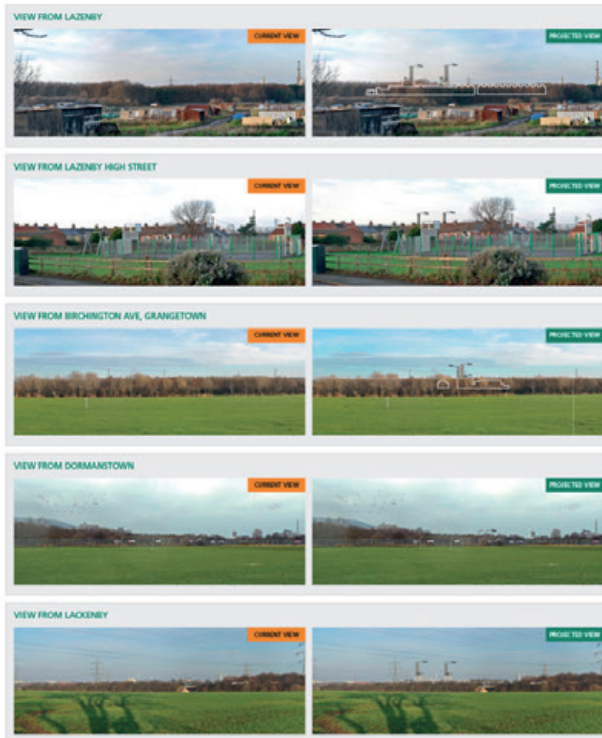 VIEW FROM LAZENBY
CURRENT VIEW
PROJECTED VIEW
VIEW FROM LAZENBY HIGH STREET
CURRENT VIEW
PROJECTED VIEW
VIEW FROM BIRCHINGTON AVE, GRANGETOWN
CURRENT VIEW
PROJECTED VIEW
VIEW FROM DORMANSTOWN
CURRENT VIEW
PROJECTED VIEW
VIEW FROM LACKENBY
CURRENT VIEW
PROJECTED VIEW